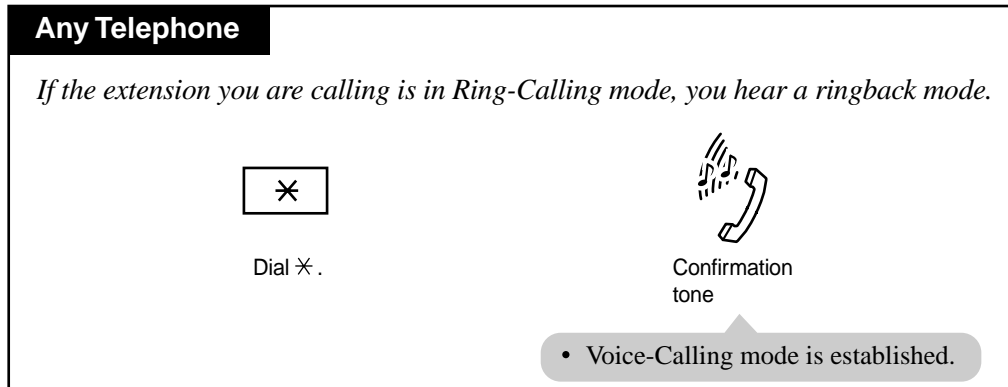 Any Telephone
If the extension you are calling is in Ring-Calling mode, you hear a ringback mode.
✳
Dial ✳ .
Confirmation
tone
• Voice-Calling mode is established.